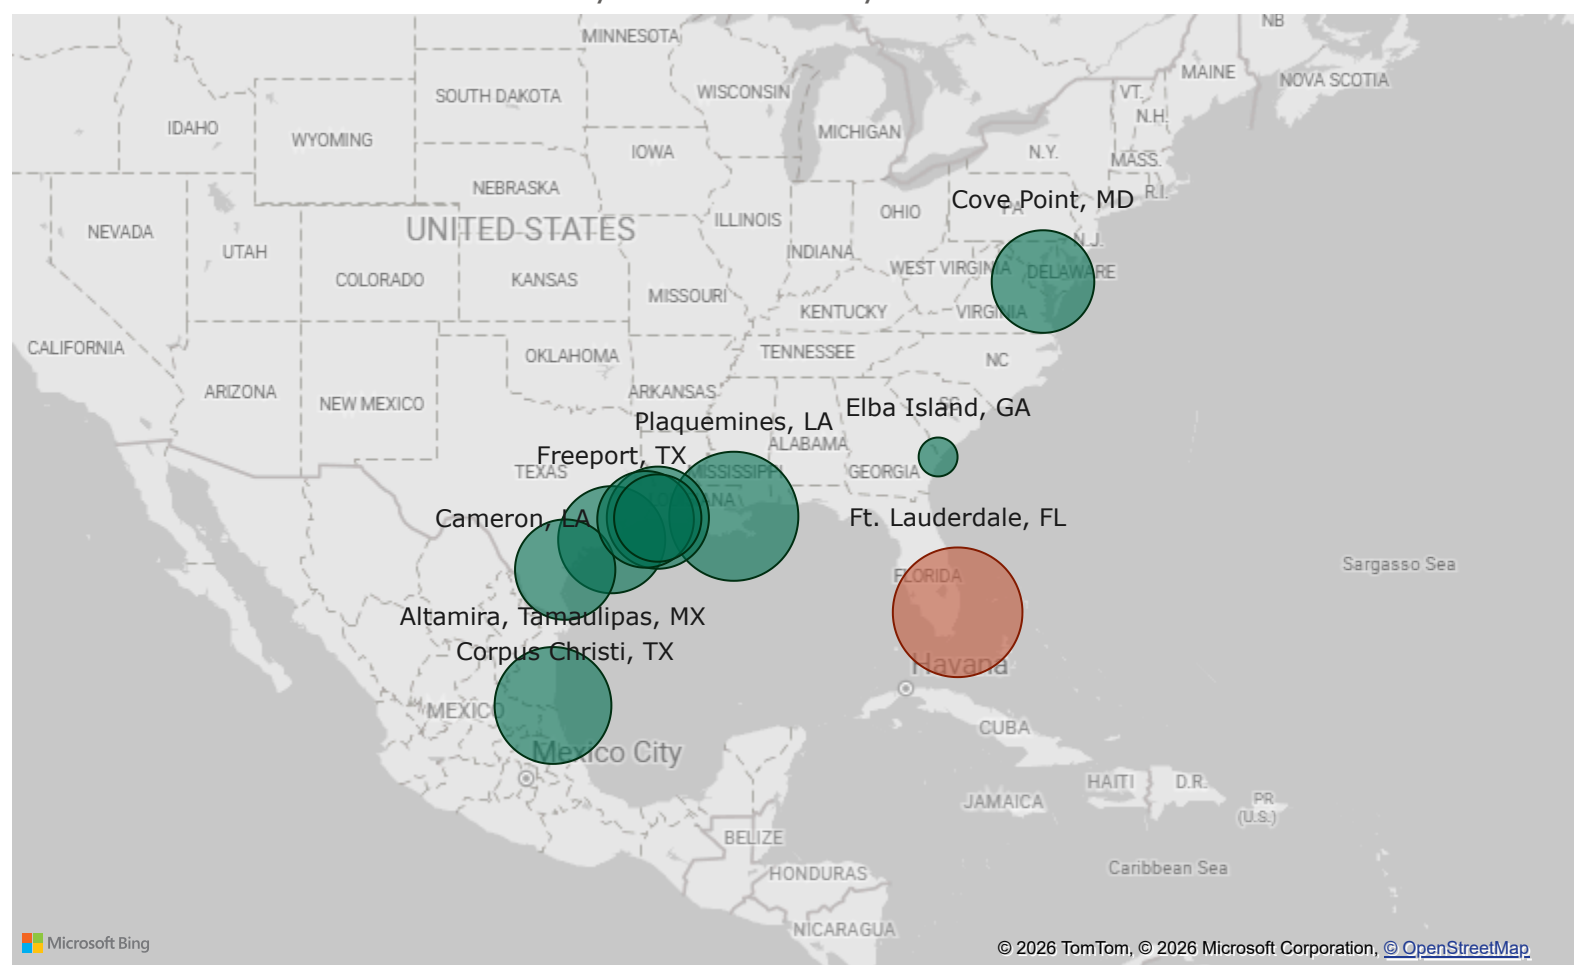 NB
MINNESOTA
MAINE
NOVA SCOTIA
SOUTH DAKOTA
WISCONSIN
VT.
N.H.
IDAHO
WYOMING
MICHIGAN
IOWA
N.Y.
MASS.
NEBRASKA
R.I.
Cove Point, MD
PA
OHIO
ILLINOIS
NEVADA
UNITED STATES
N.J.
UTAH
INDIANA
COLORADO
KANSAS
WEST VIRGINIA
DELAWARE
MISSOURI
KENTUCKY
VIRGINIA
CALIFORNIA
OKLAHOMA
TENNESSEE
NC
ARIZONA
NEW MEXICO
ARKANSAS
Elba Island, GA
SC
Plaquemines, LA
ALABAMA
Freeport, TX
TEXAS
MISSISSIPPI
GEORGIA
Cameron, LA
Ft. Lauderdale, FL
Sargasso Sea
FLORIDA
Altamira, Tamaulipas, MX
Corpus Christi, TX
Havana
MEXICO
CUBA
Mexico City
HAITI
D.R.
JAMAICA
PR
(U.S.)
BELIZE
Caribbean Sea
HONDURAS
NICARAGUA
Microsoft Bing
© 2026 TomTom, © 2026 Microsoft Corporation, © OpenStreetMap